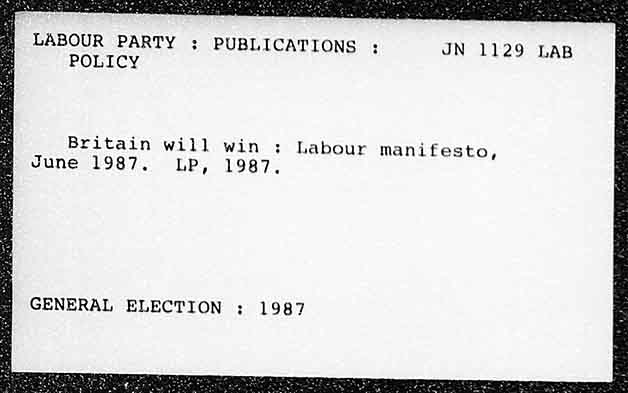 LABOUR PARTY : PUBLICATIONS : JN 1129 LAB
POLICY
Britain will win : Labour manifesto,
June 1987. LP, 1987.
GENERAL ELECTION : 1987